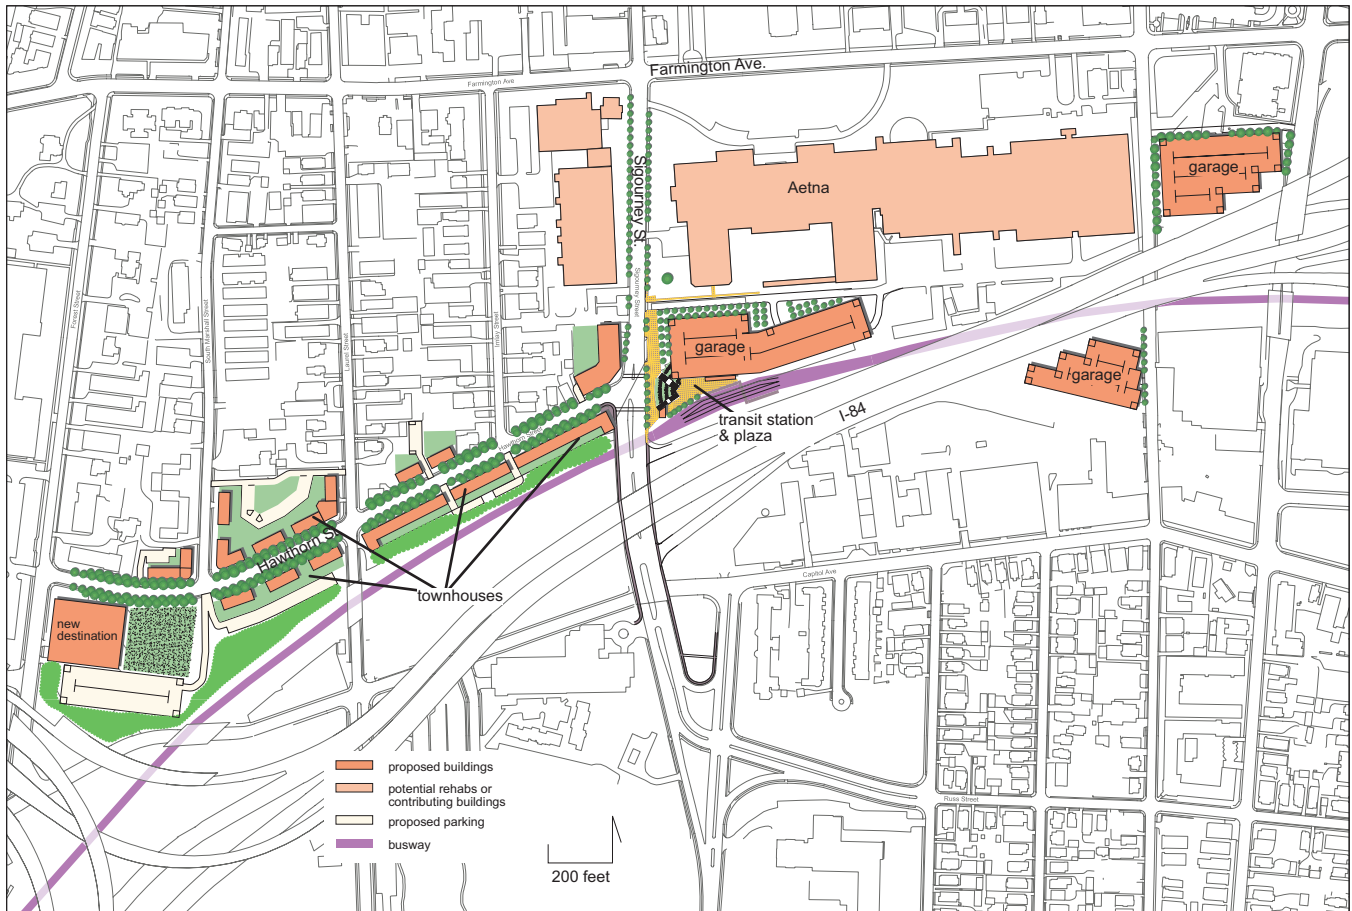 Farmington Ave.
Farmington Ave
Sigourney St.
garage
Aetna
Sigourney Street
Forest Street
South Marshall Street
Laurel Street
Imlay Street
garage
garage
transit station
& plaza
I-84
Hawthorn Street
Hawthorn St.
townhouses
Capitol Ave
new
destination
proposed buildings
potential rehabs or
contributing buildings
proposed parking
busway
200 feet
Russ Street